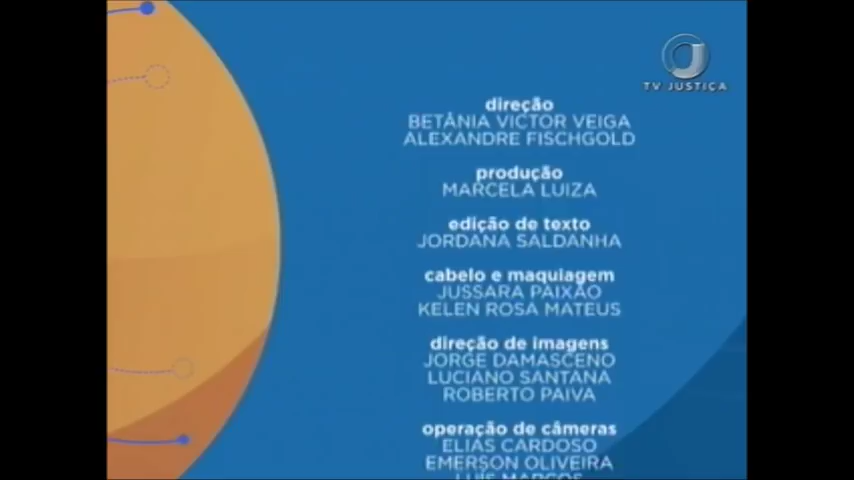 TV JUSTIÇA
direção
BETÂNIA VICTOR VEIGA
ALEXANDRE FISCHGOLD
produção
MARCELA LUIZA
edição de texto
JORDANA SALDANHA
cabelo e maquiagem
JUSSARA PAIXÃO
KELEN ROSA MATEUS
direção de imagens
JORGE DAMASCENO
LUCIANO SANTANA
ROBERTO PAIVA
operação de câmeras
ELIAS CARDOSO
EMERSON OLIVEIRA
LUÍS MARCOS